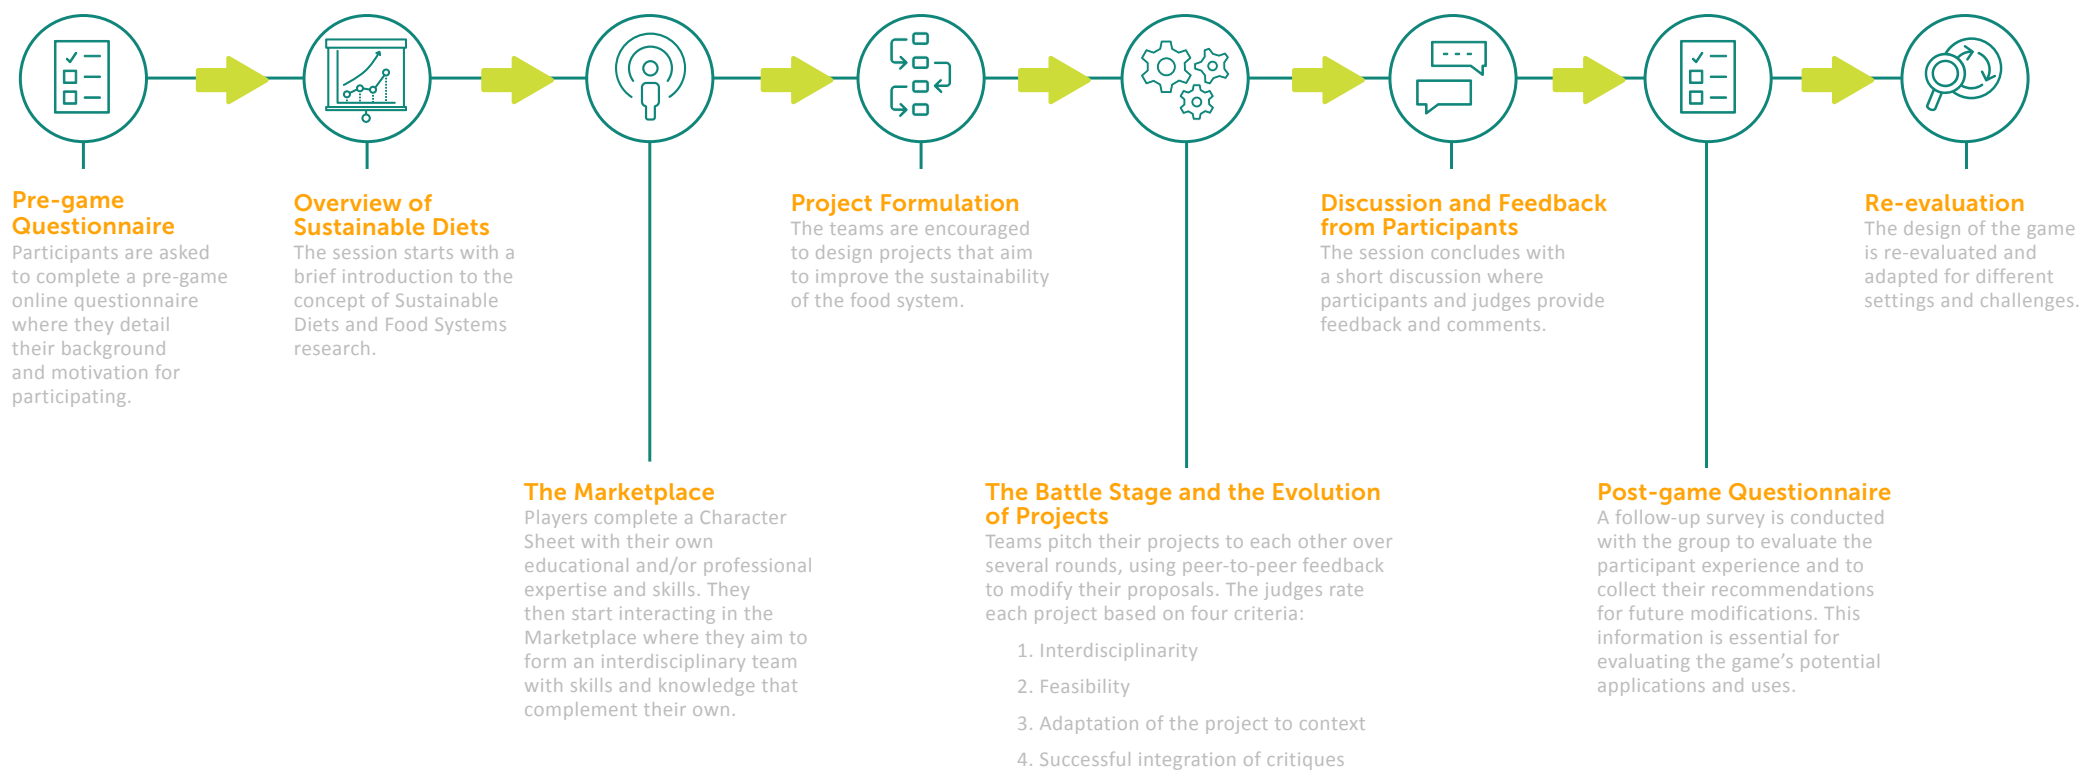 Pre-game
Questionnaire
Participants are asked
to complete a pre-game
online questionnaire
where they detail
their background
and motivation for
participating.
Overview of
Sustainable Diets
The session starts with a
brief introduction to the
concept of Sustainable
Diets and Food Systems
research.
The Marketplace
Players complete a Character
Sheet with their own
educational and/or professional
expertise and skills. They
then start interacting in the
Marketplace where they aim to
form an interdisciplinary team
with skills and knowledge that
complement their own.
Project Formulation
The teams are encouraged
to design projects that aim
to improve the sustainability
of the food system.
The Battle Stage and the Evolution
of Projects
Teams pitch their projects to each other over
several rounds, using peer-to-peer feedback
to modify their proposals. The judges rate
each project based on four criteria:
1. Interdisciplinarity
2. Feasibility
3. Adaptation of the project to context
4. Successful integration of critiques
Discussion and Feedback
from Participants
The session concludes with
a short discussion where
participants and judges provide
feedback and comments.
Post-game Questionnaire
A follow-up survey is conducted
with the group to evaluate the
participant experience and to
collect their recommendations
for future modifications. This
information is essential for
evaluating the game’s potential
applications and uses.
Re-evaluation
The design of the game
is re-evaluated and
adapted for different
settings and challenges.